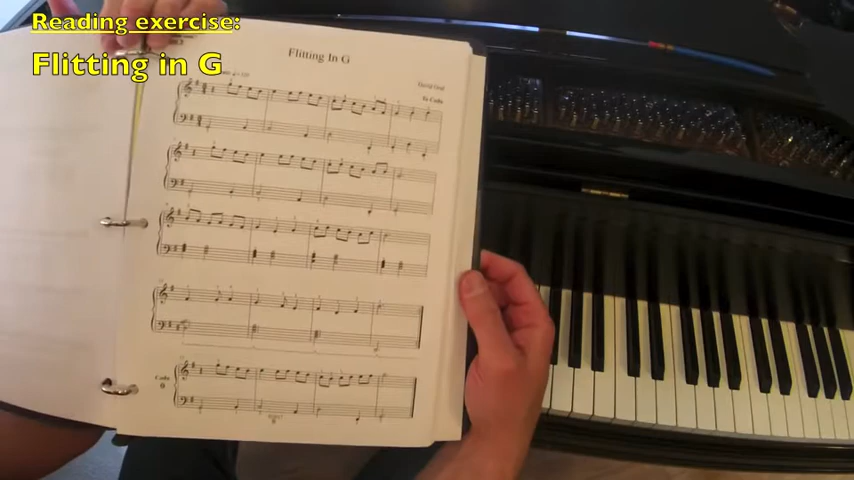 Reading exercise:
Flitting in G
Flitting In G
To Coda
Coda